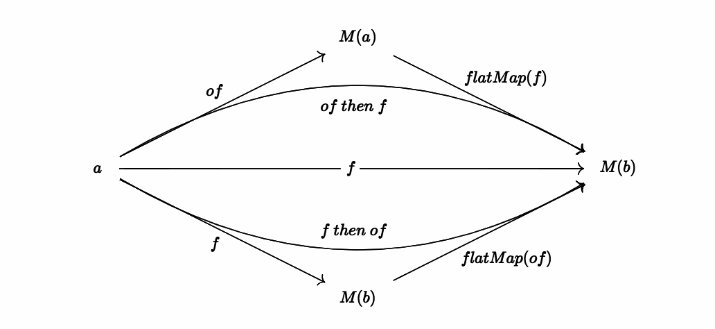 M(a)
of
flatMap(f)
of then f
a
f
M(b)
f then of
f
flatMap(of)
M(b)